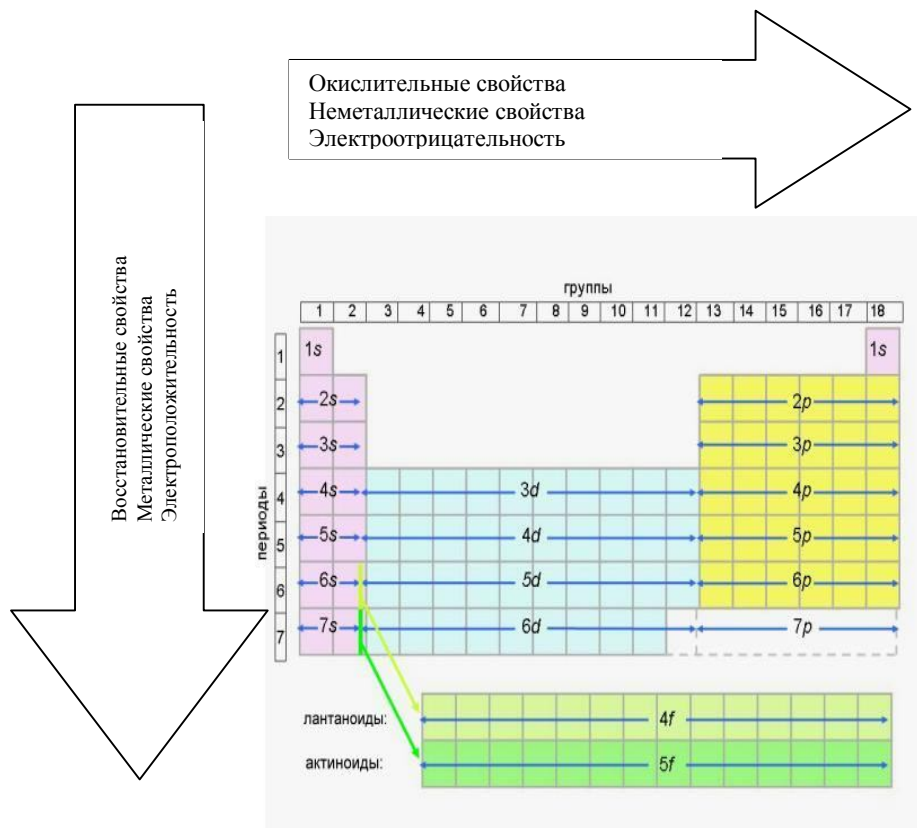 Окислительные свойства
Неметаллические свойства
Электроотрицательность
Восстановительные свойства
Металлические свойства
Электроположительность
группы
1 2 3 4 5 6 7 8 9 10 11 12 13 14 15 16 17 18
периоды
1 1s 1s
2 2s 2p
3 3s 3p
4 4s 3d 4p
5 5s 4d 5p
6 6s 5d 6p
7 7s 6d 7p
лантаноиды: 4f
актиноиды: 5f